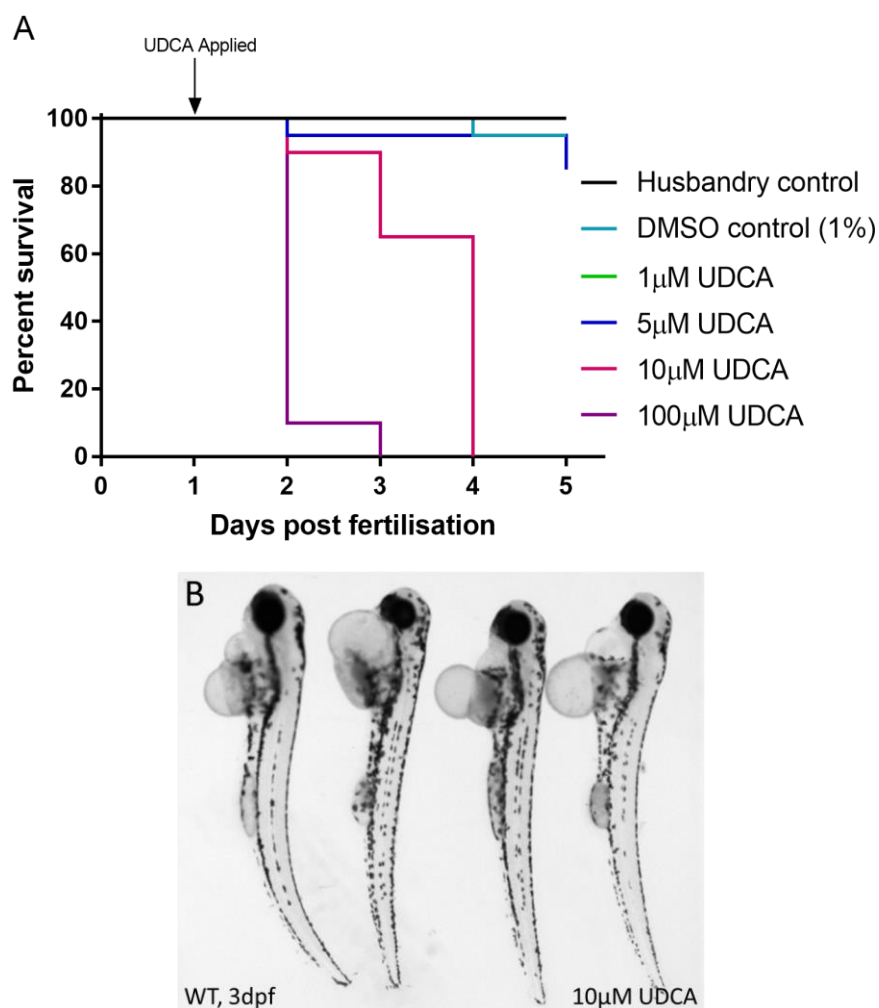 A
UDCA Applied
100
80
60
40
20
0
Percent survival
0 1 2 3 4 5
Days post fertilisation
Husbandry control
DMSO control (1%)
1μM UDCA
5μM UDCA
10μM UDCA
100μM UDCA
B
WT, 3dpf
10μM UDCA